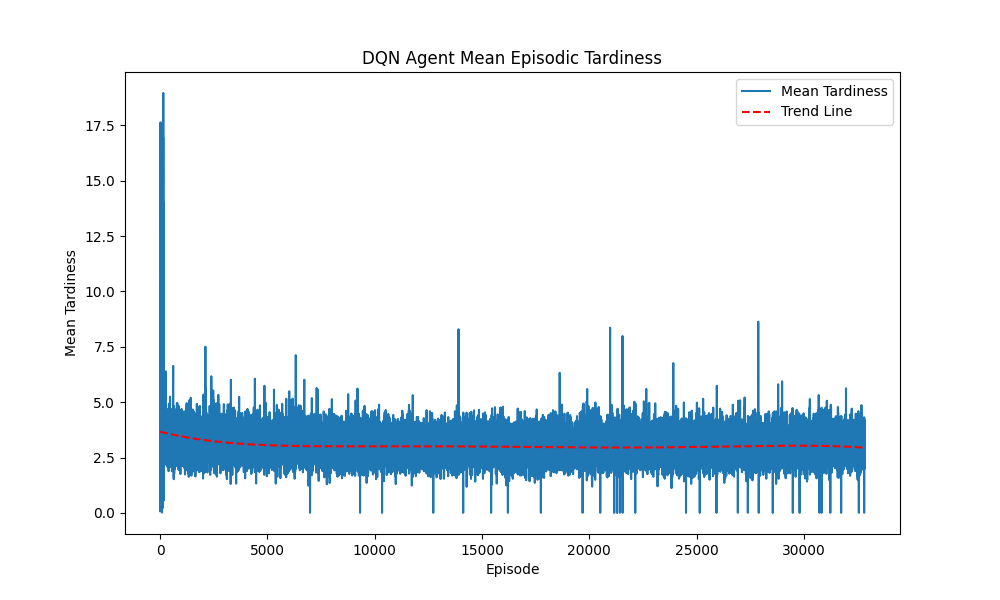 DQN Agent Mean Episodic Tardiness
Mean Tardiness
Trend Line
Mean Tardiness
17.5
15.0
12.5
10.0
7.5
5.0
2.5
0.0
0 5000 10000 15000 20000 25000 30000
Episode